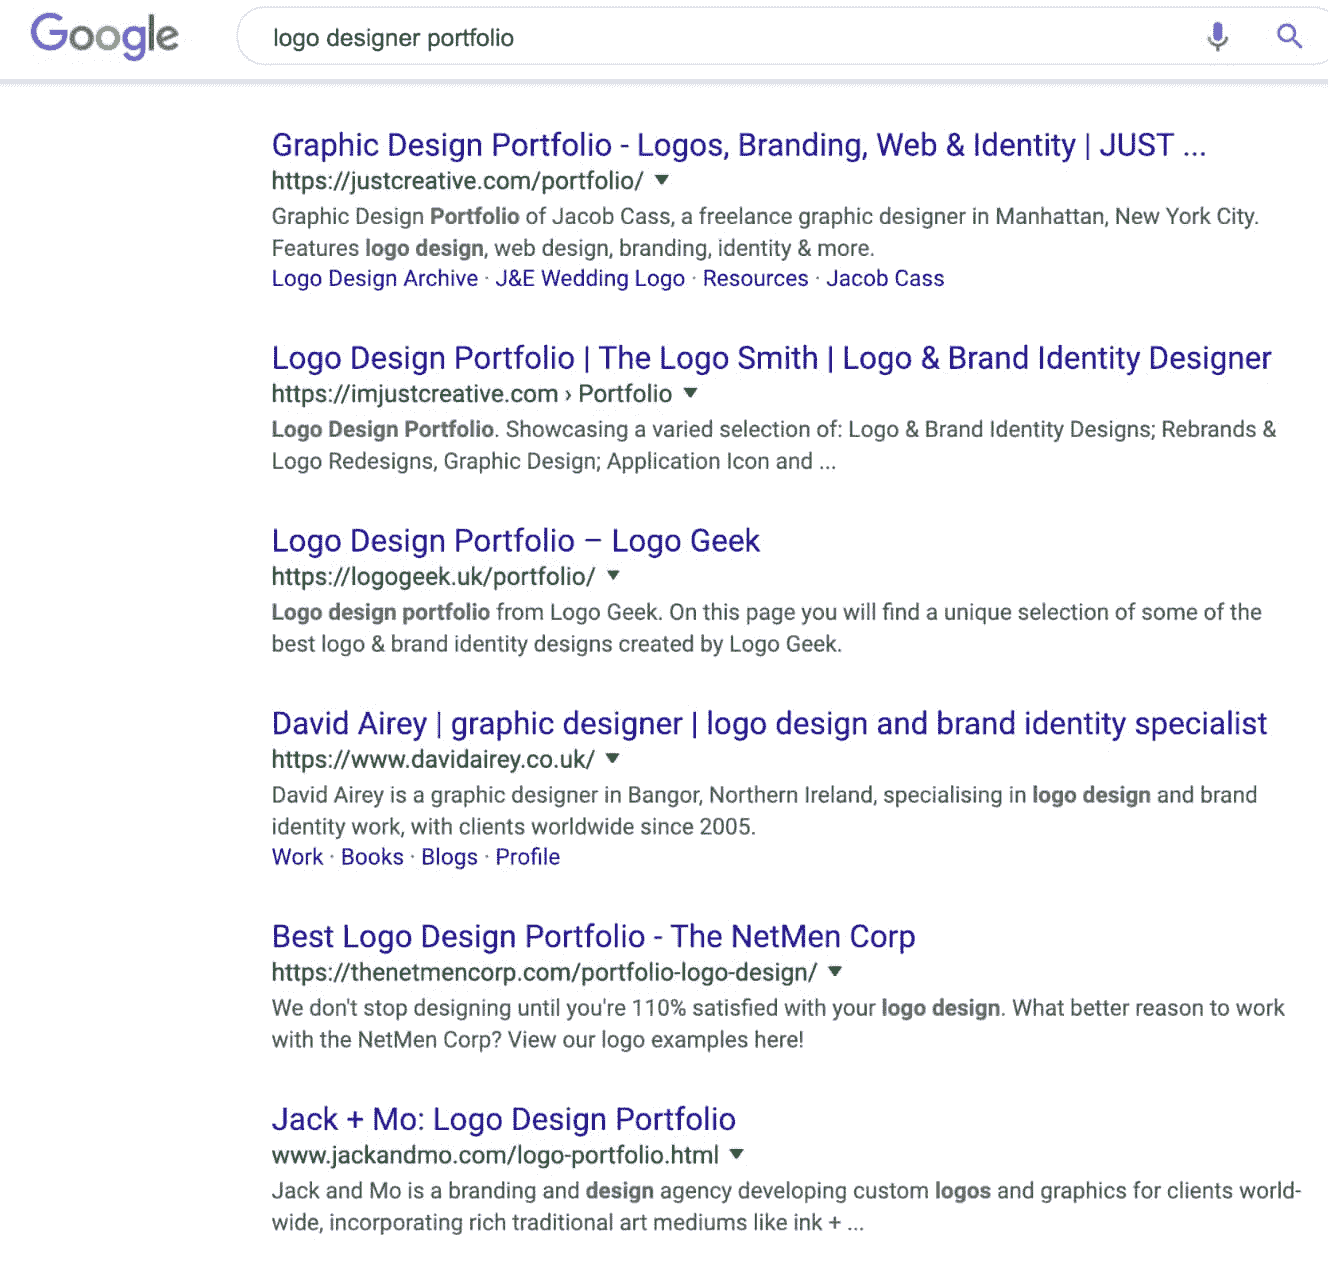 Google
logo designer portfolio
Graphic Design Portfolio - Logos, Branding, Web & Identity | JUST ...
https://justcreative.com/portfolio/ ▼
Graphic Design Portfolio of Jacob Cass, a freelance graphic designer in Manhattan, New York City.
Features logo design, web design, branding, identity & more.
Logo Design Archive · J&E Wedding Logo · Resources · Jacob Cass
Logo Design Portfolio | The Logo Smith | Logo & Brand Identity Designer
https://imjustcreative.com › Portfolio ▼
Logo Design Portfolio. Showcasing a varied selection of: Logo & Brand Identity Designs; Rebrands &
Logo Redesigns, Graphic Design; Application Icon and ...
Logo Design Portfolio – Logo Geek
https://logogeek.uk/portfolio/ ▼
Logo design portfolio from Logo Geek. On this page you will find a unique selection of some of the
best logo & brand identity designs created by Logo Geek.
David Airey | graphic designer | logo design and brand identity specialist
https://www.davidairey.co.uk/ ▼
David Airey is a graphic designer in Bangor, Northern Ireland, specialising in logo design and brand
identity work, with clients worldwide since 2005.
Work · Books · Blogs · Profile
Best Logo Design Portfolio - The NetMen Corp
https://thenetmencorp.com/portfolio-logo-design/ ▼
We don't stop designing until you're 110% satisfied with your logo design. What better reason to work
with the NetMen Corp? View our logo examples here!
Jack + Mo: Logo Design Portfolio
www.jackandmo.com/logo-portfolio.html ▼
Jack and Mo is a branding and design agency developing custom logos and graphics for clients world-
wide, incorporating rich traditional art mediums like ink + ...